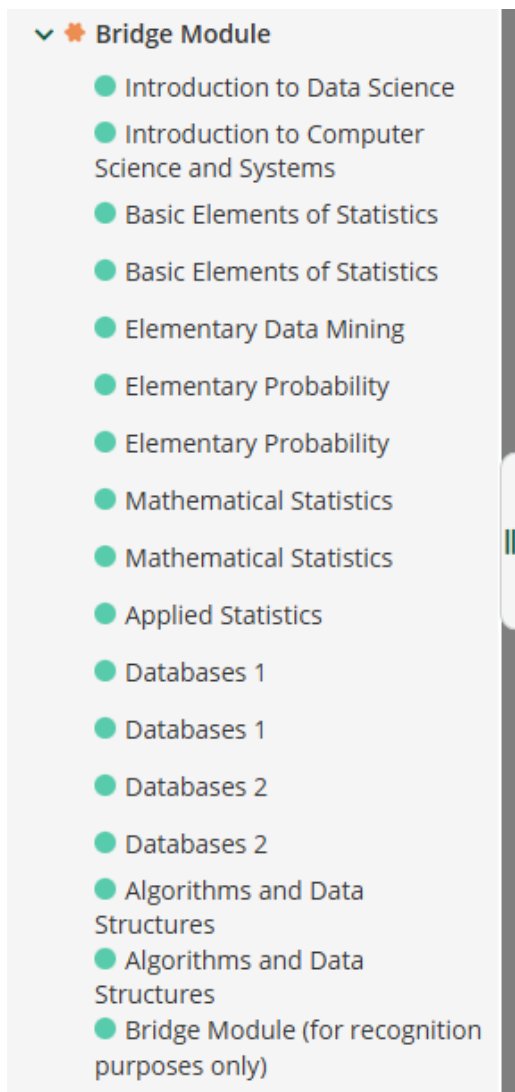 Bridge Module
Introduction to Data Science
Introduction to Computer
Science and Systems
Basic Elements of Statistics
Basic Elements of Statistics
Elementary Data Mining
Elementary Probability
Elementary Probability
Mathematical Statistics
Mathematical Statistics
Applied Statistics
Databases 1
Databases 1
Databases 2
Databases 2
Algorithms and Data
Structures
Algorithms and Data
Structures
Bridge Module (for recognition
purposes only)